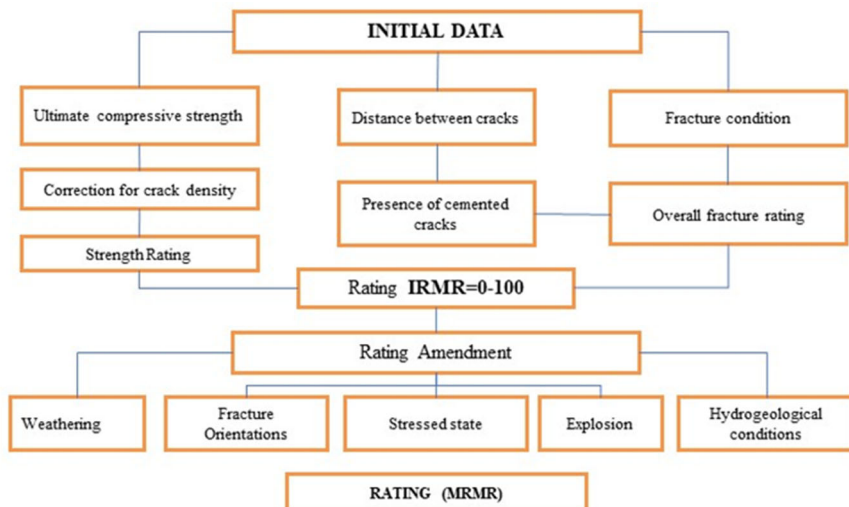 INITIAL DATA
Ultimate compressive strength
Distance between cracks
Fracture condition
Correction for crack density
Presence of cemented
cracks
Overall fracture rating
Strength Rating
Rating IRMR=0-100
Rating Amendment
Weathering
Fracture
Orientations
Stressed state
Explosion
Hydrogeological
conditions
RATING (MRMR)